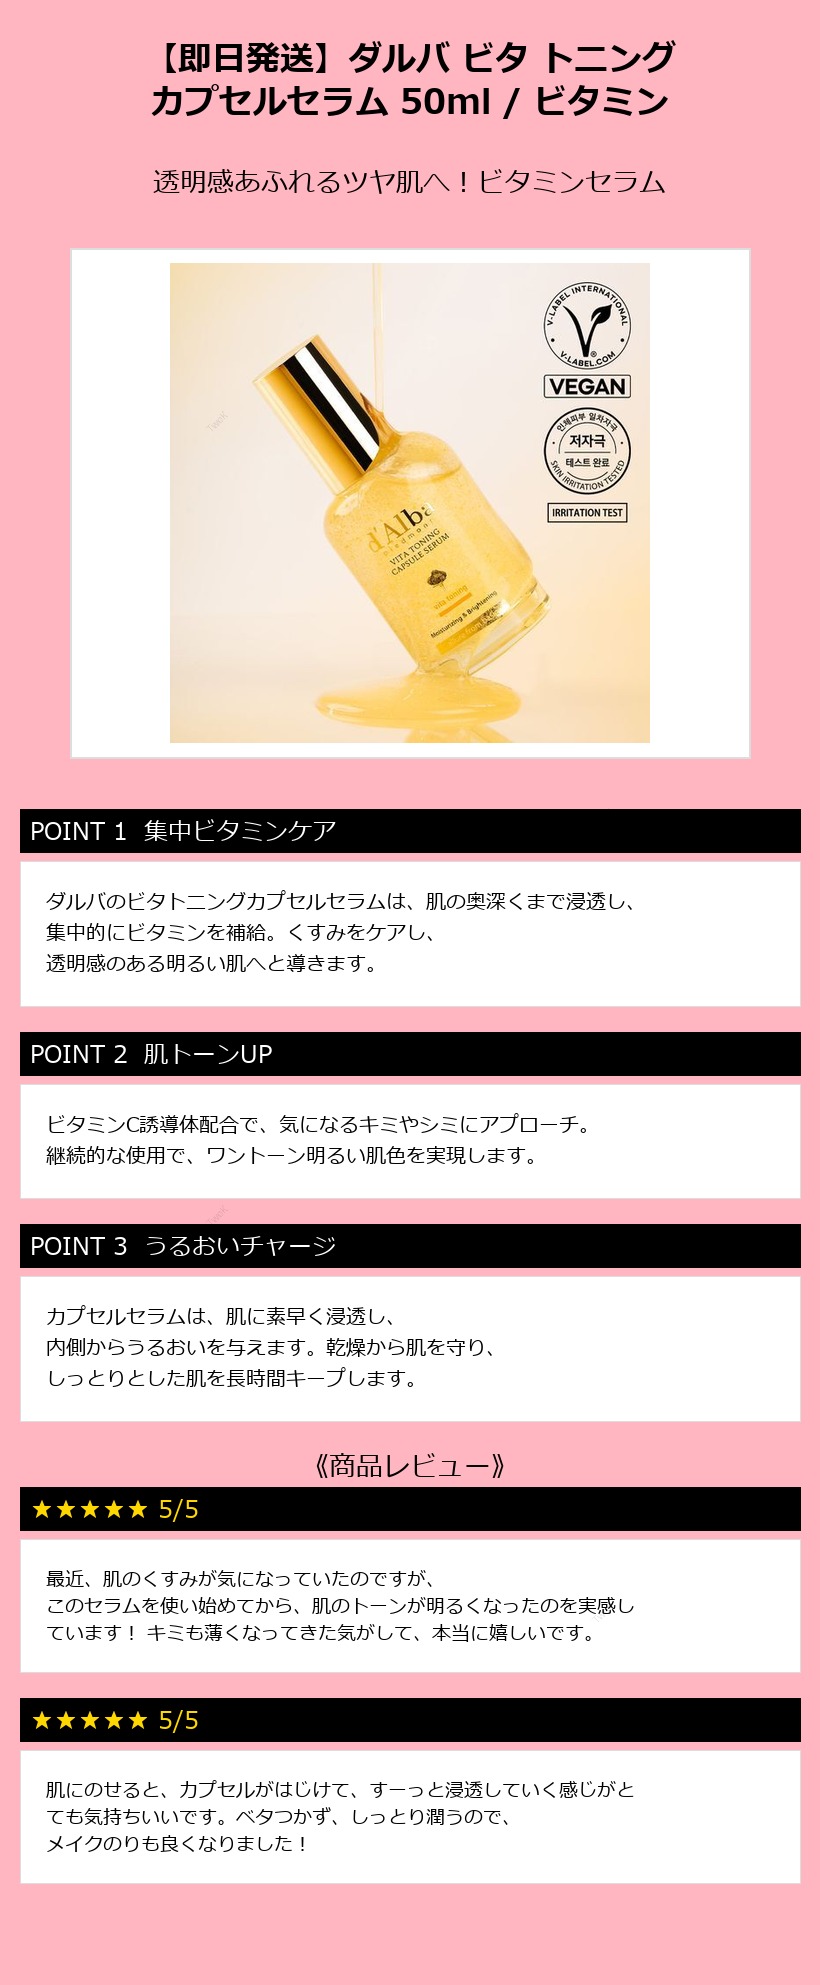 【即日発送】ダルバ ビタ トニング
カプセルセラム 50ml / ビタミン
透明感あふれるツヤ肌へ！ビタミンセラム
V-LABEL INTERNATIONAL
V-LABEL.COM
VEGAN
인체피부 일차자극
저자극
테스트 완료
SKIN IRRITATION TESTED
IRRITATION TEST
d'Alba
piedmont
VITA TONING
CAPSULE SERUM
vita toning
Moisturizing & Brightening
POINT 1 集中ビタミンケア
ダルバのビタトニングカプセルセラムは、肌の奥深くまで浸透し、
集中的にビタミンを補給。くすみをケアし、
透明感のある明るい肌へと導きます。
POINT 2 肌トーンUP
ビタミンC誘導体配合で、気になるキミやシミにアプローチ。
継続的な使用で、ワントーン明るい肌色を実現します。
POINT 3 うるおいチャージ
カプセルセラムは、肌に素早く浸透し、
内側からうるおいを与えます。乾燥から肌を守り、
しっとりとした肌を長時間キープします。
《商品レビュー》
★★★★★ 5/5
最近、肌のくすみが気になっていたのですが、
このセラムを使い始めてから、肌のトーンが明るくなったのを実感し
ています！ キミも薄くなってきた気がして、本当に嬉しいです。
★★★★★ 5/5
肌にのせると、カプセルがはじけて、すーっと浸透していく感じがと
ても気持ちいいです。ベタつかず、しっとり潤うので、
メイクのりも良くなりました！